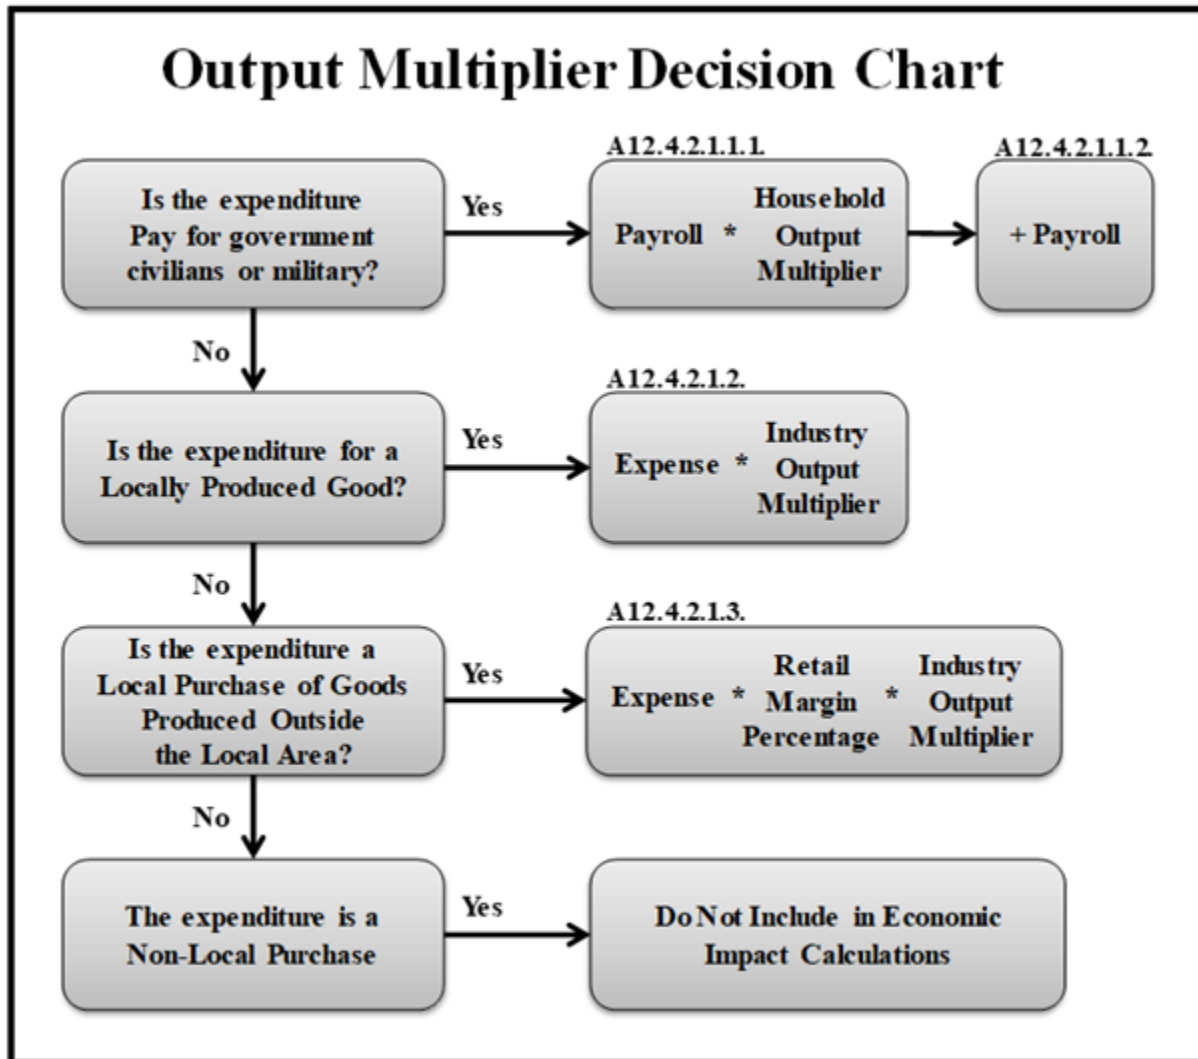 Output Multiplier Decision Chart
A12.4.2.1.1.1.
A12.4.2.1.1.2.
Is the expenditure
Pay for government
civilians or military?
Yes
Payroll *
Household
Output
Multiplier
+ Payroll
No
A12.4.2.1.2.
Is the expenditure for a
Locally Produced Good?
Yes
Expense *
Industry
Output
Multiplier
No
A12.4.2.1.3.
Is the expenditure a
Local Purchase of Goods
Produced Outside
the Local Area?
Yes
Expense *
Retail
Margin
Percentage
*
Industry
Output
Multiplier
No
The expenditure is a
Non-Local Purchase
Yes
Do Not Include in Economic
Impact Calculations